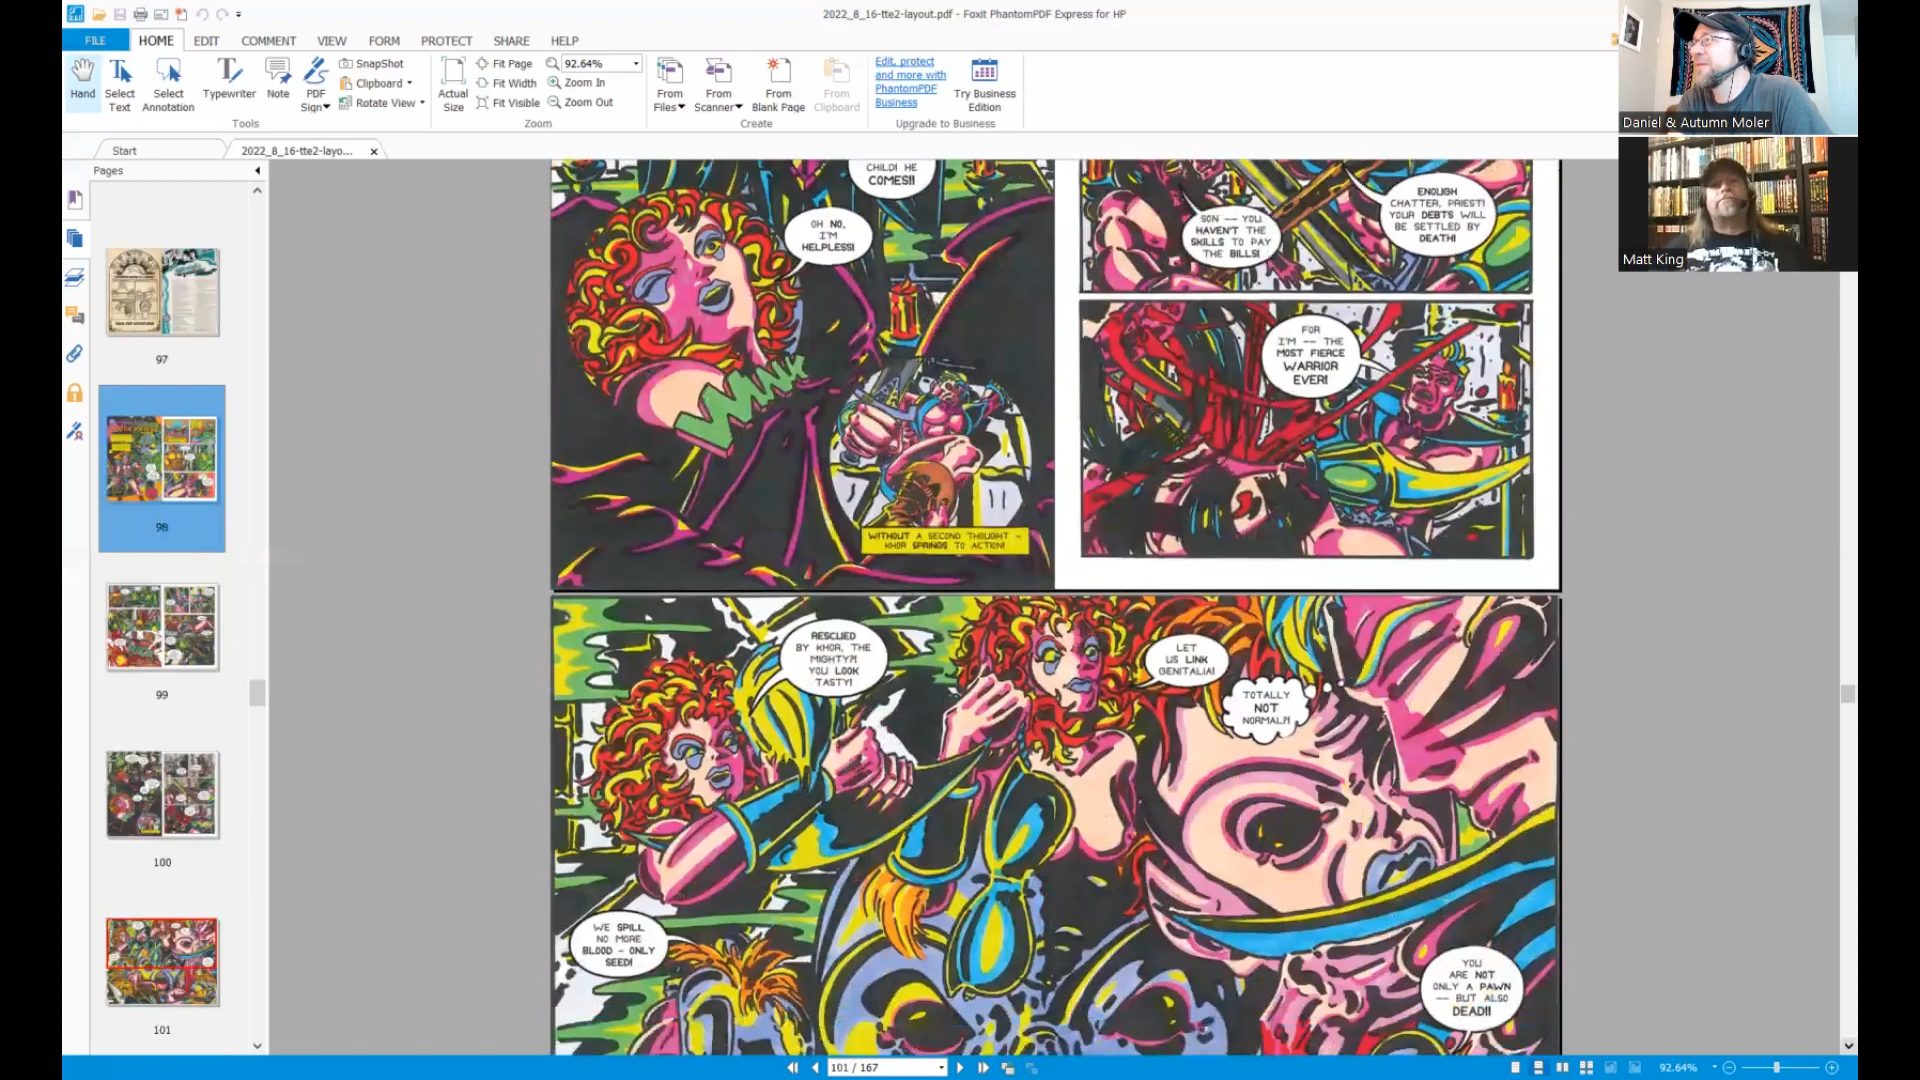 2022_8_16-tte2-layout.pdf - Foxit PhantomPDF Express for HP
FILE
HOME
EDIT
COMMENT
VIEW
FORM
PROTECT
SHARE
HELP
Hand
Select
Text
Select
Annotation
Typewriter
Note
PDF
Sign
SnapShot
Clipboard
Rotate View
Tools
Actual
Size
Fit Page
Fit Width
Fit Visible
92.64%
Zoom In
Zoom Out
Zoom
From
Files
From
Scanner
From
Blank Page
From
Clipboard
Create
Edit, protect
and more with
PhantomPDF
Business
Try Business
Edition
Upgrade to Business
Daniel & Autumn Moler
Matt King
Start
2022_8_16-tte2-layo...
Pages
97
98
99
100
101
CHILD! HE
COMES!!
OH NO,
I'M
HELPLESS!
WINK
WITHOUT A SECOND THOUGHT -
KHOR SPRINGS TO ACTION!
SON -- YOU
HAVEN'T THE
SKILLS TO PAY
THE BILLS!
ENOUGH
CHATTER, PRIEST!
YOUR DEBTS WILL
BE SETTLED BY
DEATH!
FOR
I'M -- THE
MOST FIERCE
WARRIOR
EVER!
RESCUED
BY KHOR, THE
MIGHTY?!
YOU LOOK
TASTY!
LET
US LINK
GENITALIA!
TOTALLY
NOT
NORMAL?!
WE SPILL
NO MORE
BLOOD - ONLY
SEED!
YOU
ARE NOT
ONLY A PAWN
-- BUT ALSO
DEAD!!
101 / 167
92.64%